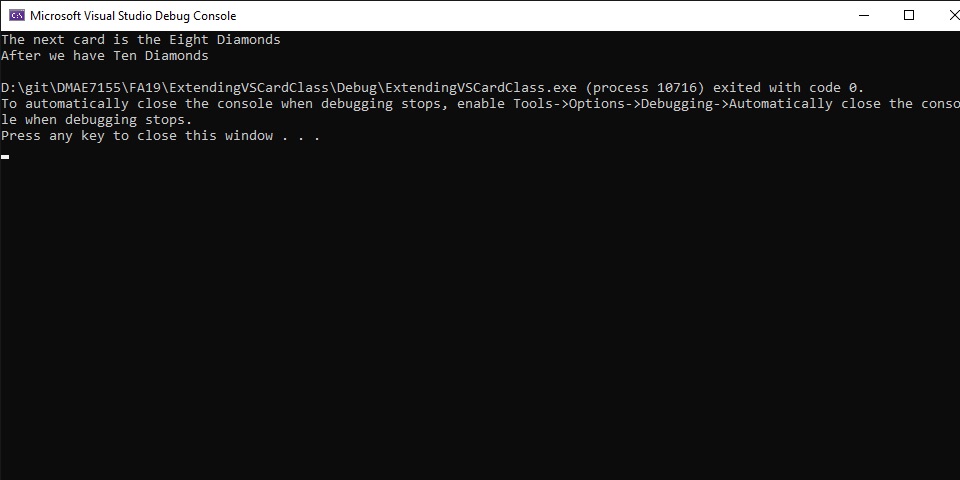 Microsoft Visual Studio Debug Console
The next card is the Eight Diamonds
After we have Ten Diamonds
D:\git\DMAE7155\FA19\ExtendingVSCardClass\Debug\ExtendingVSCardClass.exe (process 10716) exited with code 0.
To automatically close the console when debugging stops, enable Tools->Options->Debugging->Automatically close the conso
le when debugging stops.
Press any key to close this window . . .